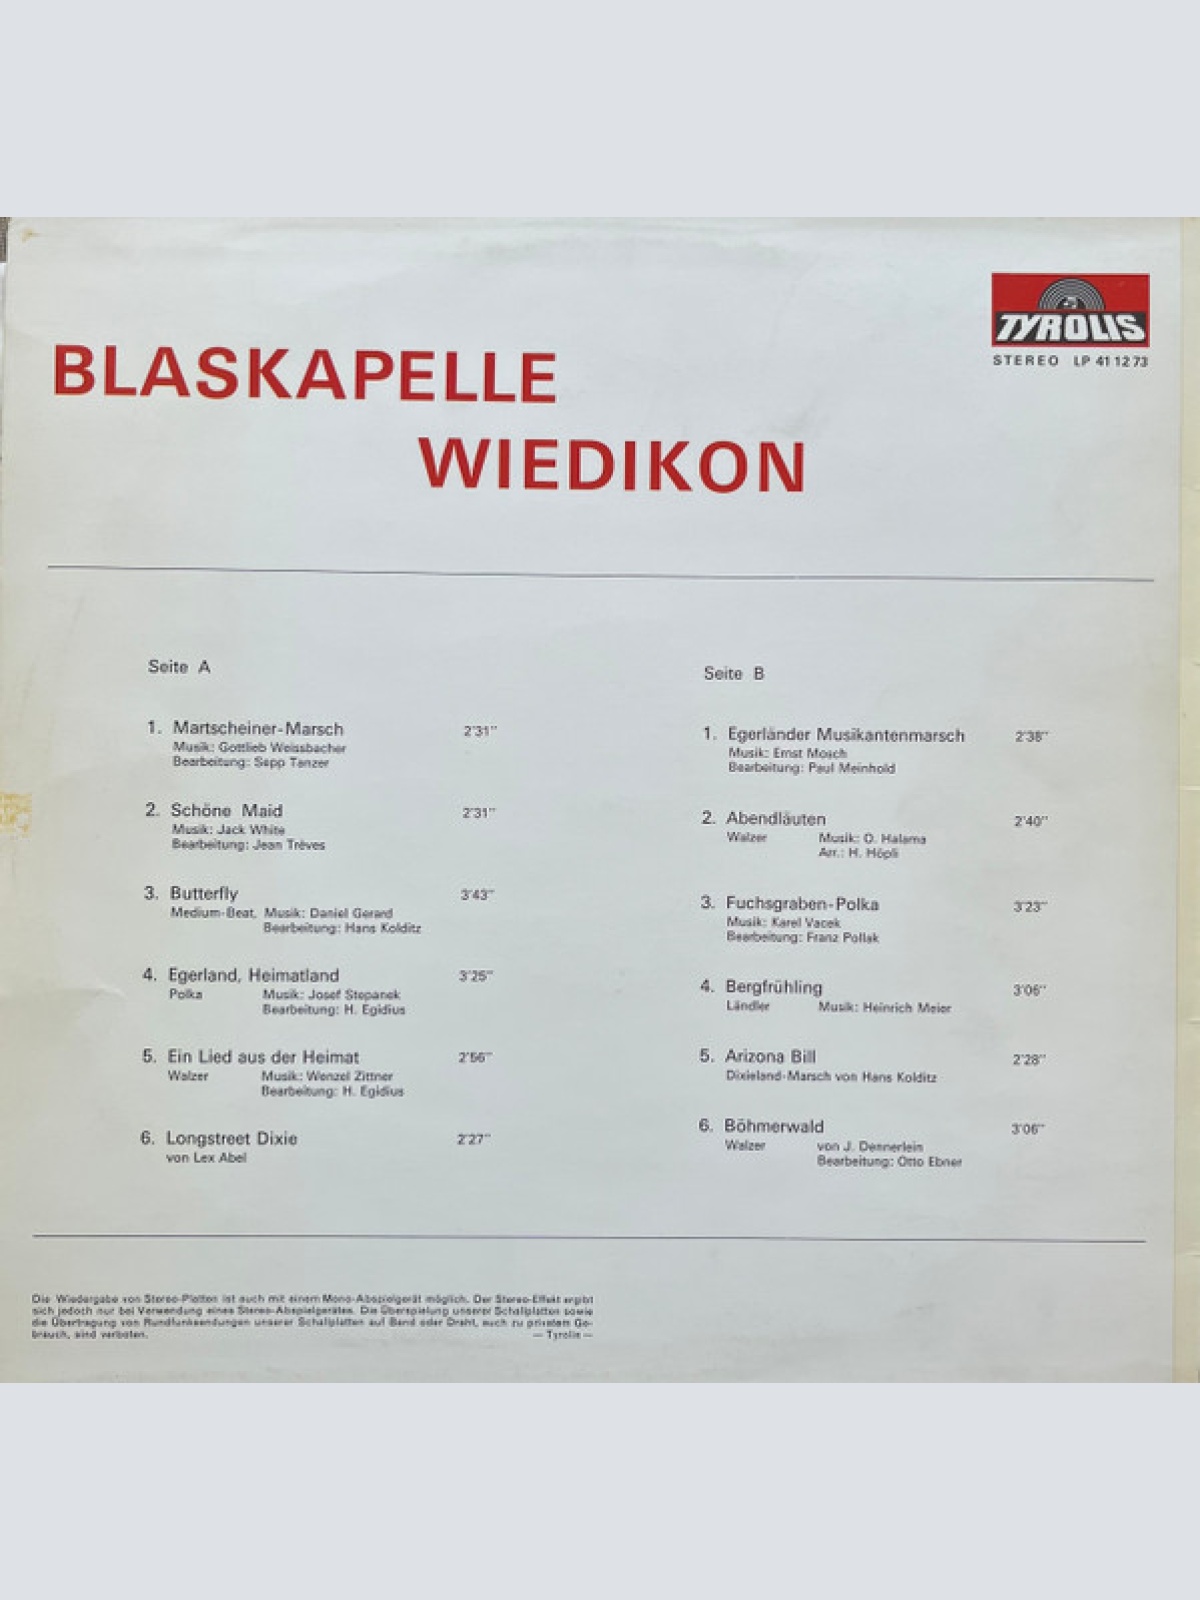 TYROLIS
STEREO LP 41 12 73
BLASKAPELLE
WIEDIKON
Seite A
1. Martscheiner-Marsch 2'31''
Musik: Gottlieb Weissbacher
Bearbeitung: Sepp Tanzer
2. Schöne Maid 2'31''
Musik: Jack White
Bearbeitung: Jean Trèves
3. Butterfly 3'43''
Medium-Beat, Musik: Daniel Gerard
Bearbeitung: Hans Kolditz
4. Egerland, Heimatland 3'25''
Polka Musik: Josef Stepanek
Bearbeitung: H. Egidius
5. Ein Lied aus der Heimat 2'56''
Walzer Musik: Wenzel Zittner
Bearbeitung: H. Egidius
6. Longstreet Dixie 2'27''
von Lex Abel
Seite B
1. Egerländer Musikantenmarsch 2'38''
Musik: Ernst Mosch
Bearbeitung: Paul Meinhold
2. Abendläuten 2'40''
Walzer Musik: O. Halama
Arr.: H. Höpli
3. Fuchsgraben-Polka 3'23''
Musik: Karel Vacek
Bearbeitung: Franz Pollak
4. Bergfrühling 3'06''
Ländler Musik: Heinrich Meier
5. Arizona Bill 2'28''
Dixieland-Marsch von Hans Kolditz
6. Böhmerwald 3'06''
Walzer von J. Dennerlein
Bearbeitung: Otto Ebner
Die Wiedergabe von Stereo-Platten ist auch mit einem Mono-Abspielgerät möglich. Der Stereo-Effekt ergibt
sich jedoch nur bei Verwendung eines Stereo-Abspielgerätes. Die Überspielung unserer Schallplatten sowie
die Übertragung von Rundfunksendungen unserer Schallplatten auf Band oder Draht, auch zu privatem Ge-
brauch, sind verboten. — Tyrolis —